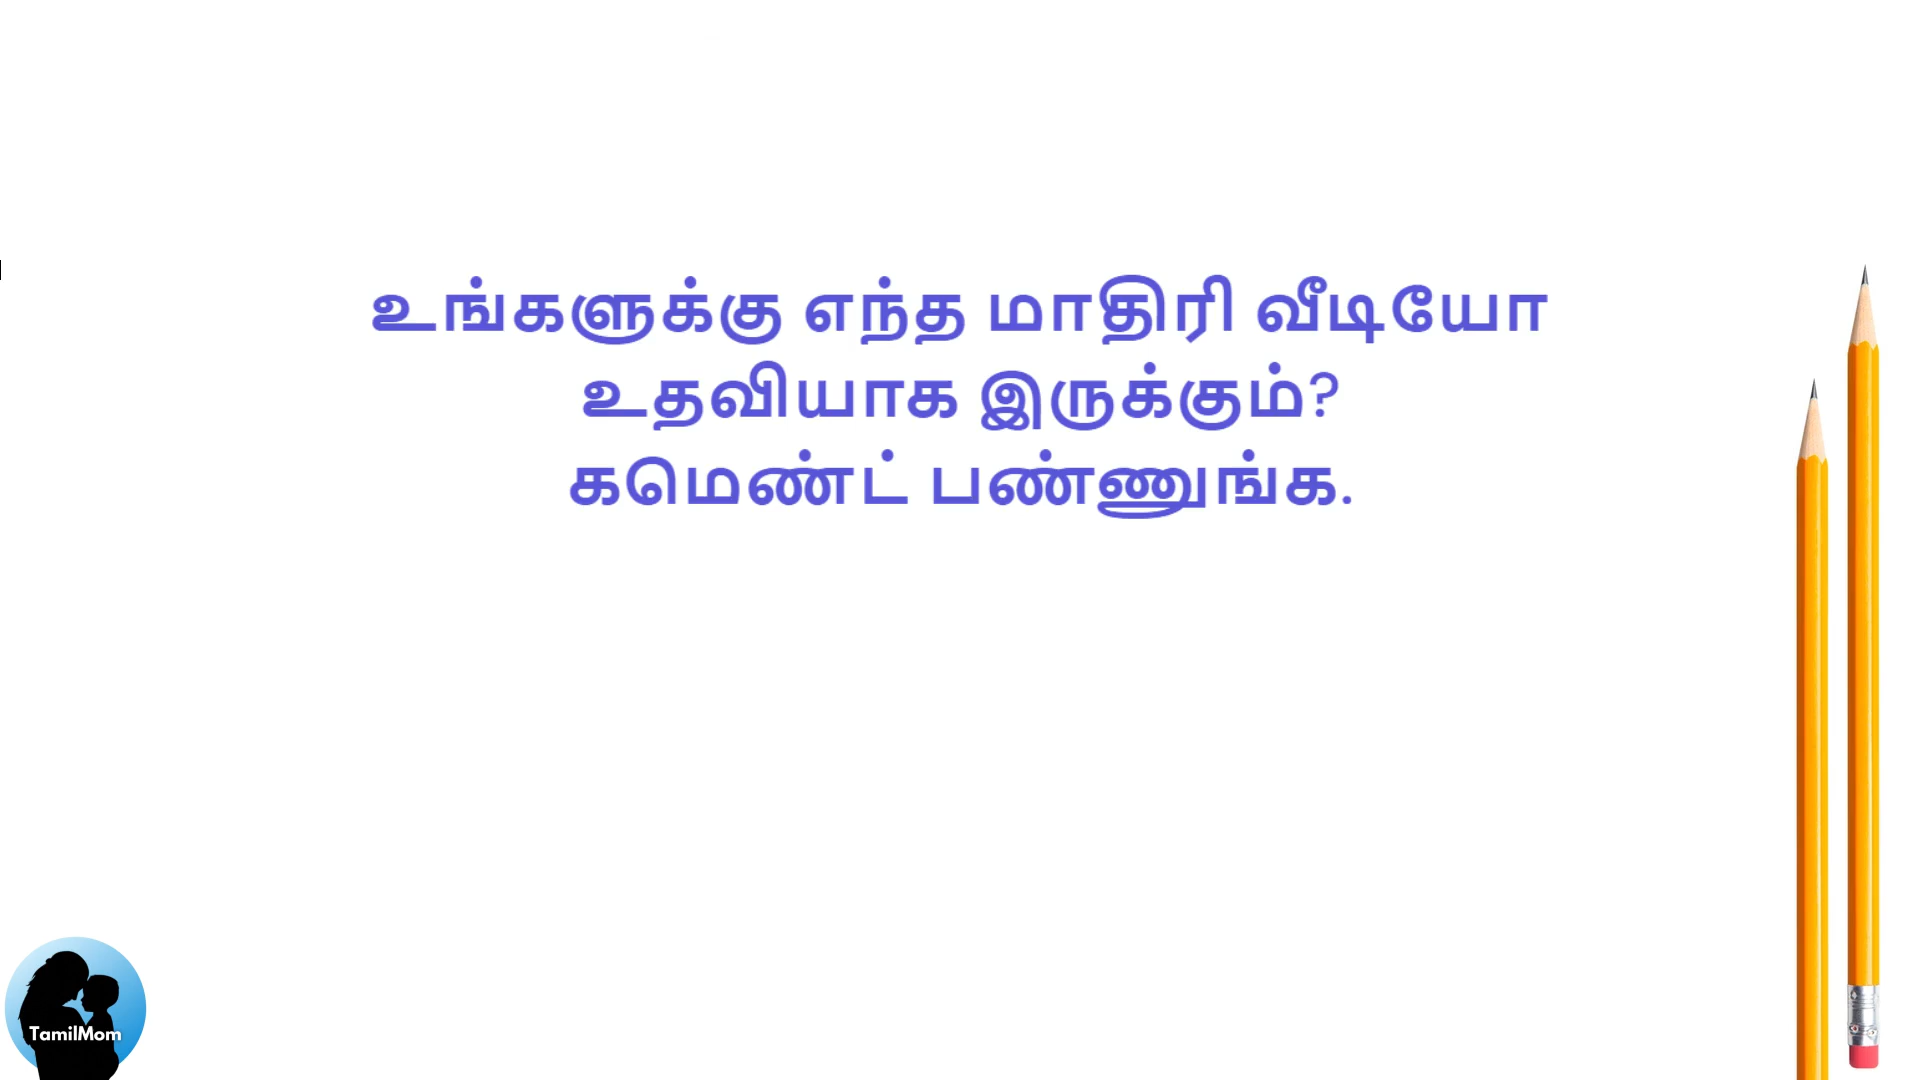 உங்களுக்கு எந்த மாதிரி வீடியோ
உதவியாக இருக்கும்?
கமெண்ட் பண்ணுங்க.
TamilMom